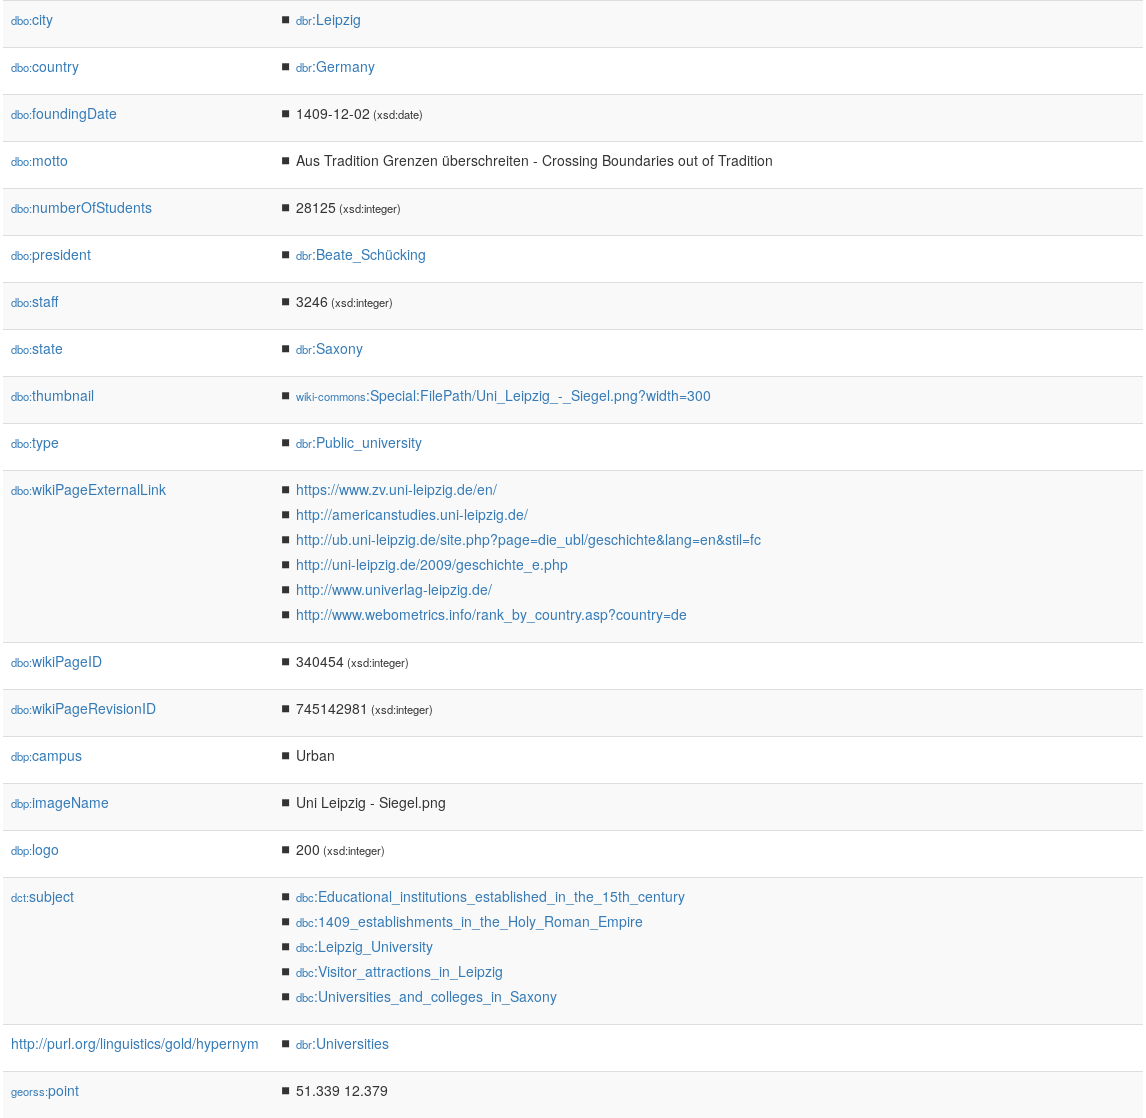 dbo:city ▪ dbr:Leipzig
dbo:country ▪ dbr:Germany
dbo:foundingDate ▪ 1409-12-02 (xsd:date)
dbo:motto ▪ Aus Tradition Grenzen überschreiten - Crossing Boundaries out of Tradition
dbo:numberOfStudents ▪ 28125 (xsd:integer)
dbo:president ▪ dbr:Beate_Schücking
dbo:staff ▪ 3246 (xsd:integer)
dbo:state ▪ dbr:Saxony
dbo:thumbnail ▪ wiki-commons:Special:FilePath/Uni_Leipzig_-_Siegel.png?width=300
dbo:type ▪ dbr:Public_university
dbo:wikiPageExternalLink ▪ https://www.zv.uni-leipzig.de/en/
▪ http://americanstudies.uni-leipzig.de/
▪ http://ub.uni-leipzig.de/site.php?page=die_ubl/geschichte&lang=en&stil=fc
▪ http://uni-leipzig.de/2009/geschichte_e.php
▪ http://www.univerlag-leipzig.de/
▪ http://www.webometrics.info/rank_by_country.asp?country=de
dbo:wikiPageID ▪ 340454 (xsd:integer)
dbo:wikiPageRevisionID ▪ 745142981 (xsd:integer)
dbp:campus ▪ Urban
dbp:imageName ▪ Uni Leipzig - Siegel.png
dbp:logo ▪ 200 (xsd:integer)
dct:subject ▪ dbc:Educational_institutions_established_in_the_15th_century
▪ dbc:1409_establishments_in_the_Holy_Roman_Empire
▪ dbc:Leipzig_University
▪ dbc:Visitor_attractions_in_Leipzig
▪ dbc:Universities_and_colleges_in_Saxony
http://purl.org/linguistics/gold/hypernym ▪ dbr:Universities
georss:point ▪ 51.339 12.379